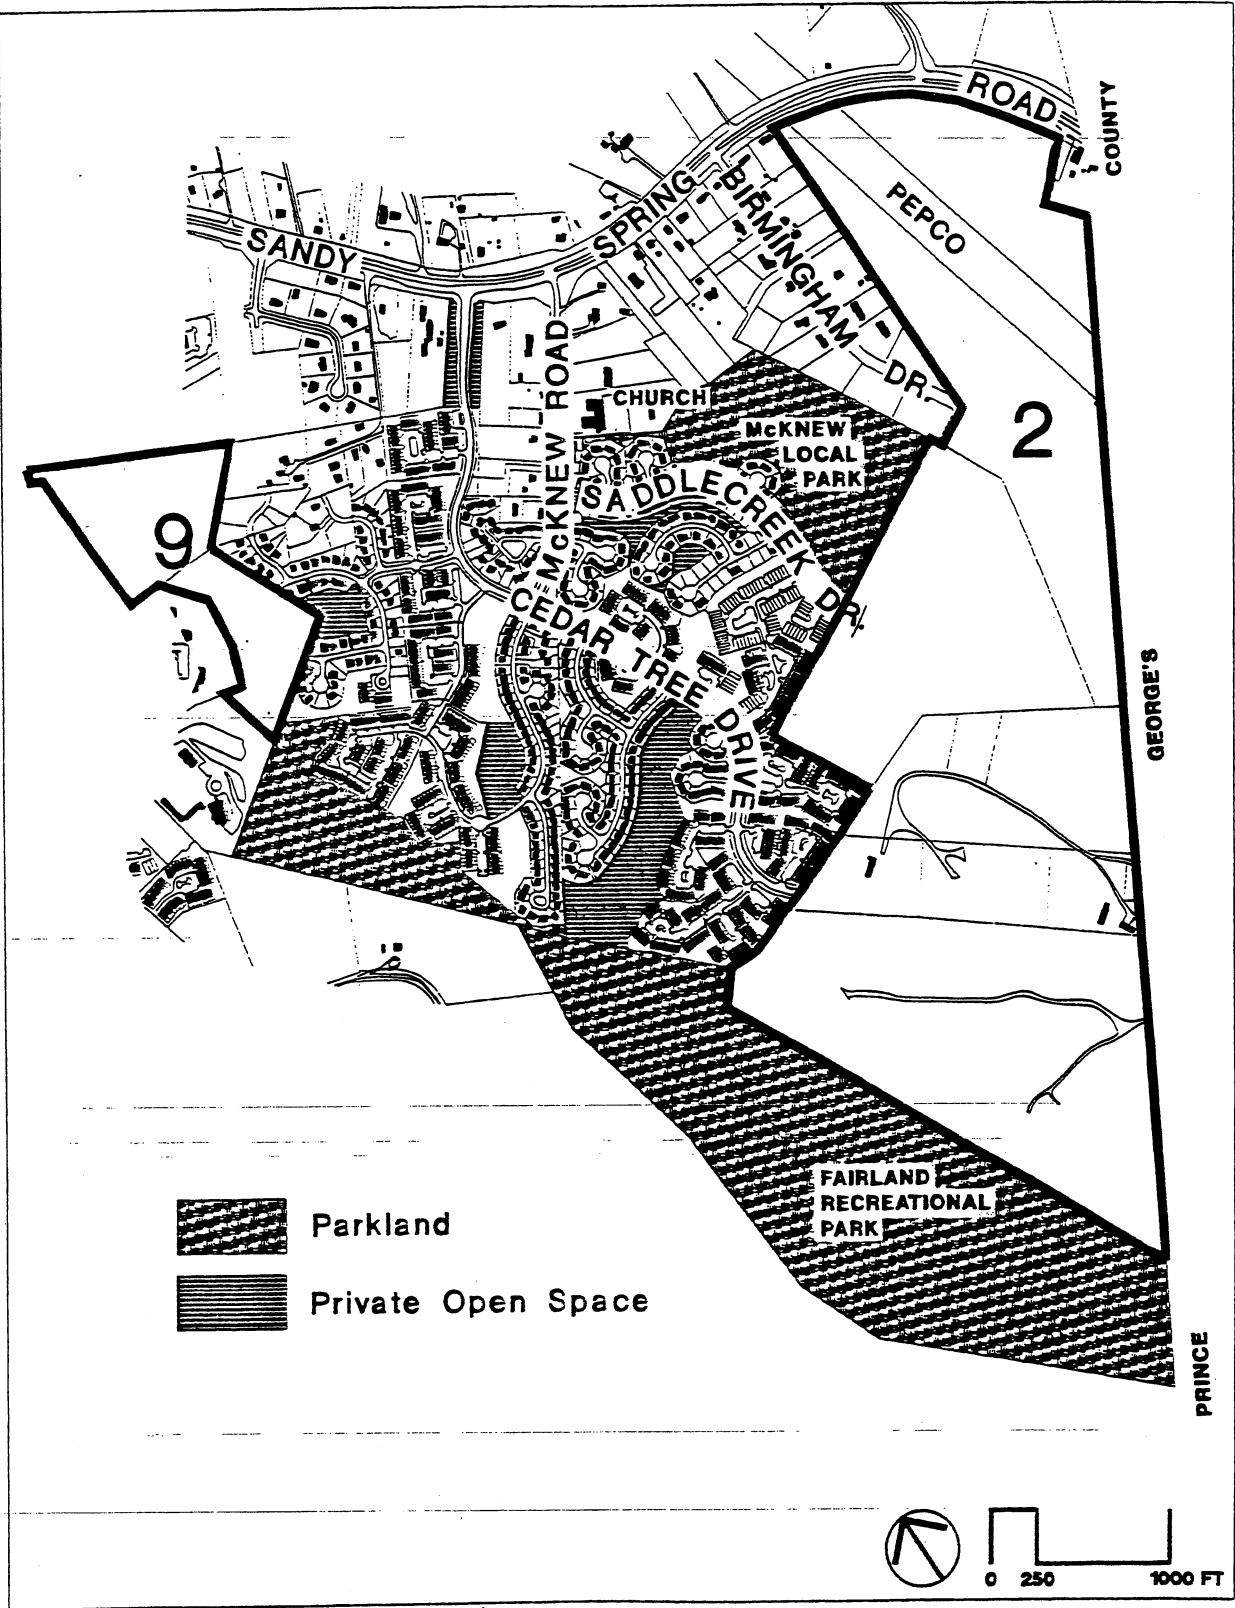 ROAD
COUNTY
SPRING
SANDY
BIRMINGHAM DR.
PEPCO
McKNEW ROAD
CHURCH
McKNEW
LOCAL
PARK
2
SADDLECREEK DR.
9
CEDAR TREE DRIVE
GEORGE'S
FAIRLAND
RECREATIONAL
PARK
Parkland
Private Open Space
PRINCE
0 250 1000 FT